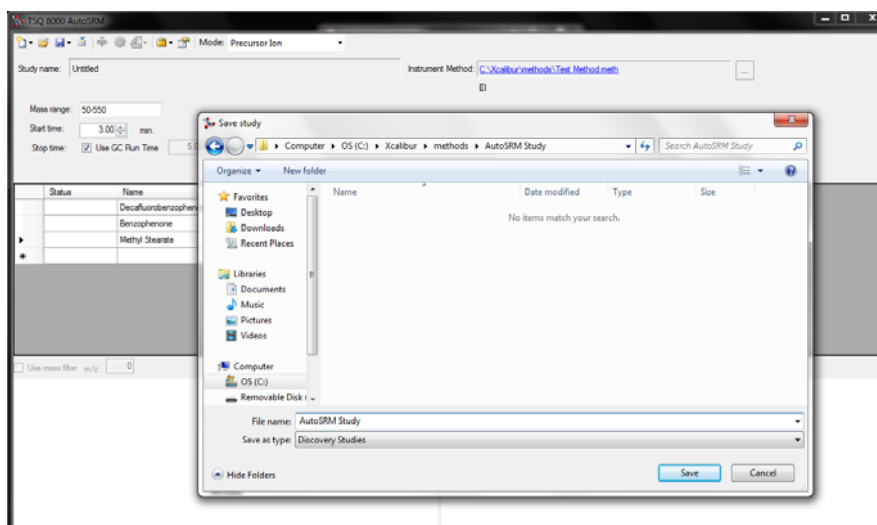 TSQ 8000 AutoSRM
Mode: Precursor Ion
Study name: Untitled
Instrument Method: C:\Xcalibur\methods\Test Method.meth
EI
...
Mass range: 50-550
Start time: 3.00 min.
Stop time: Use GC Run Time 5.0
Status Name
Decafluorobenzophen
Benzophenone
Methyl Stearate
Use mass filter m/z: 0
Save study
Computer OS (C:) Xcalibur methods AutoSRM Study
Search AutoSRM Study
Organize New folder
Name Date modified Type Size
No items match your search.
Favorites
Desktop
Downloads
Recent Places
Libraries
Documents
Music
Pictures
Videos
Computer
OS (C:)
Removable Disk
File name: AutoSRM Study
Save as type: Discovery Studies
Hide Folders
Save Cancel